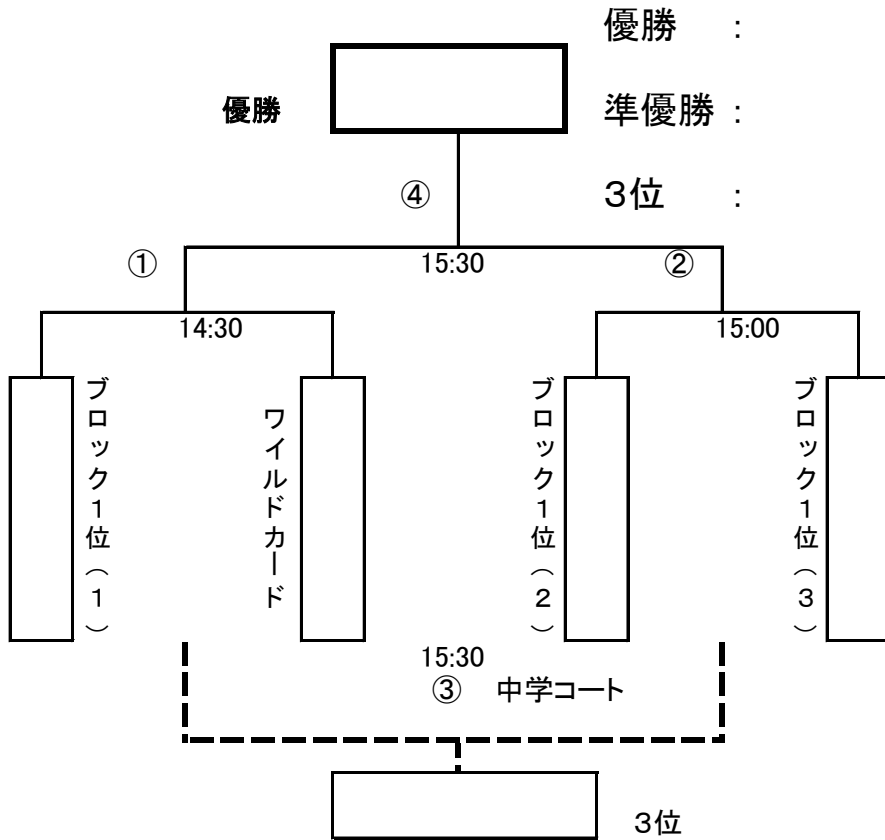 優勝 :
優勝
準優勝 :
④
3位 :
①
15:30
②
14:30
15:00
ブロック1位(1)
ワイルドカード
ブロック1位(2)
ブロック1位(3)
15:30
③ 中学コート
3位